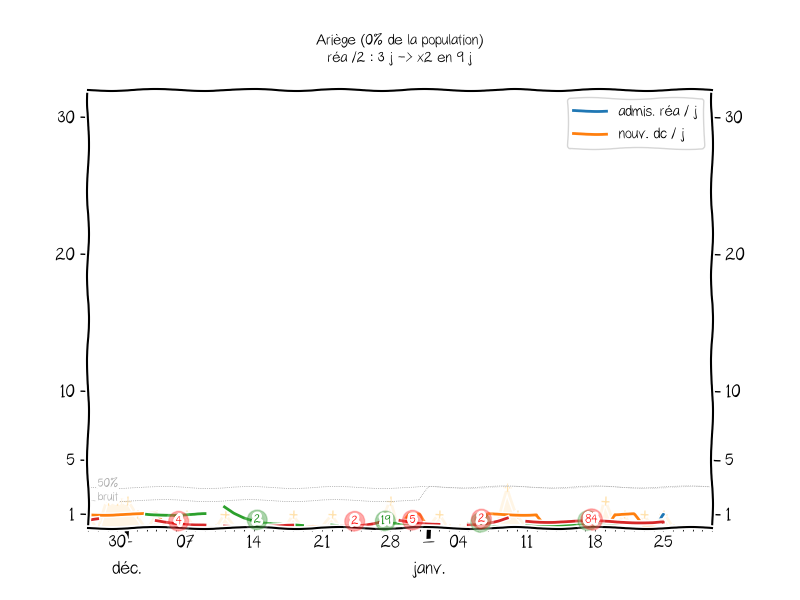 Ariège (0% de la population)
réa /2 : 3 j -> x2 en 9 j
admis. réa / j
nouv. dc / j
30 30
20 20
10 10
5 5
50%
bruit
1 1
4 2 2 19 5 2 84
30 07 14 21 28 04 11 18 25
déc. janv.